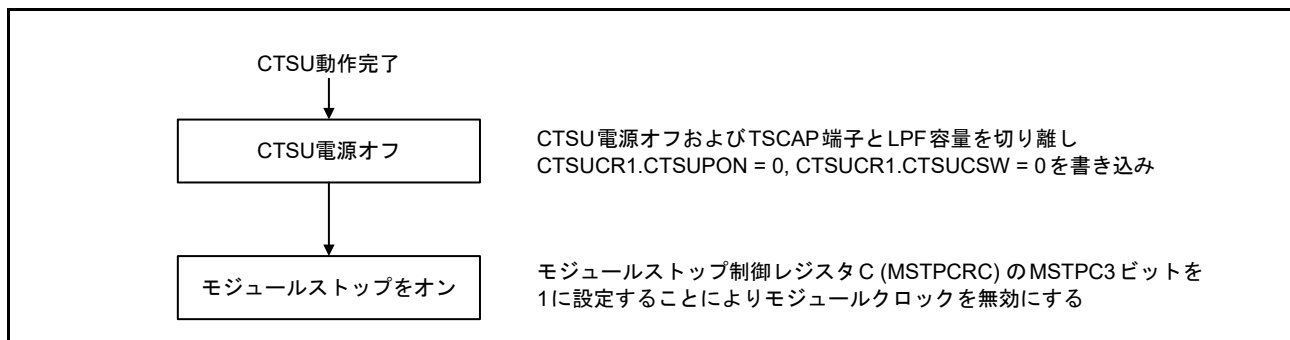 CTSU動作完了
CTSU電源オフ
CTSU電源オフおよびTSCAP端子とLPF容量を切り離し
CTSUCR1.CTSUPON = 0, CTSUCR1.CTSUCSW = 0を書き込み
モジュールストップをオン
モジュールストップ制御レジスタC (MSTPCRC) のMSTPC3ビットを
1に設定することによりモジュールクロックを無効にする